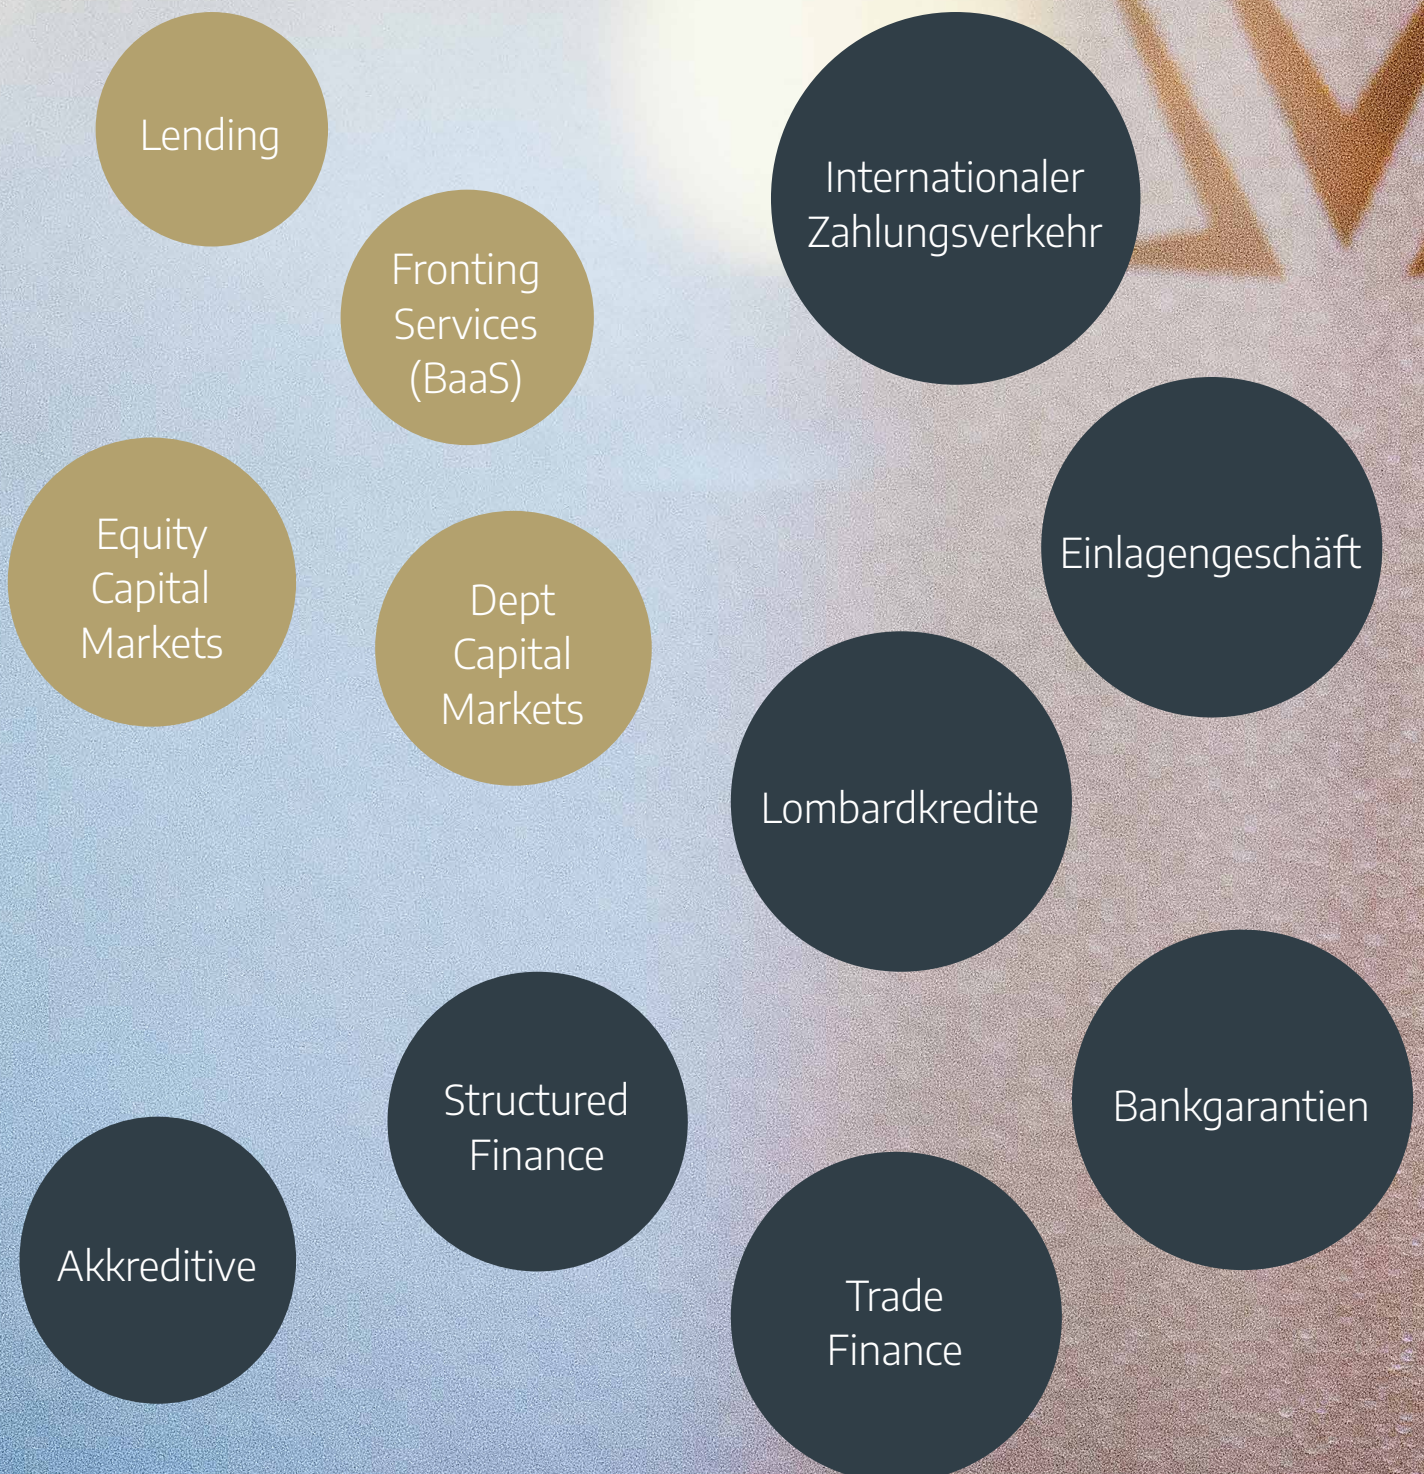 Lending
Fronting
Services
(BaaS)
Equity
Capital
Markets
Dept
Capital
Markets
Internationaler
Zahlungsverkehr
Einlagengeschäft
Lombardkredite
Bankgarantien
Structured
Finance
Akkreditive
Trade
Finance